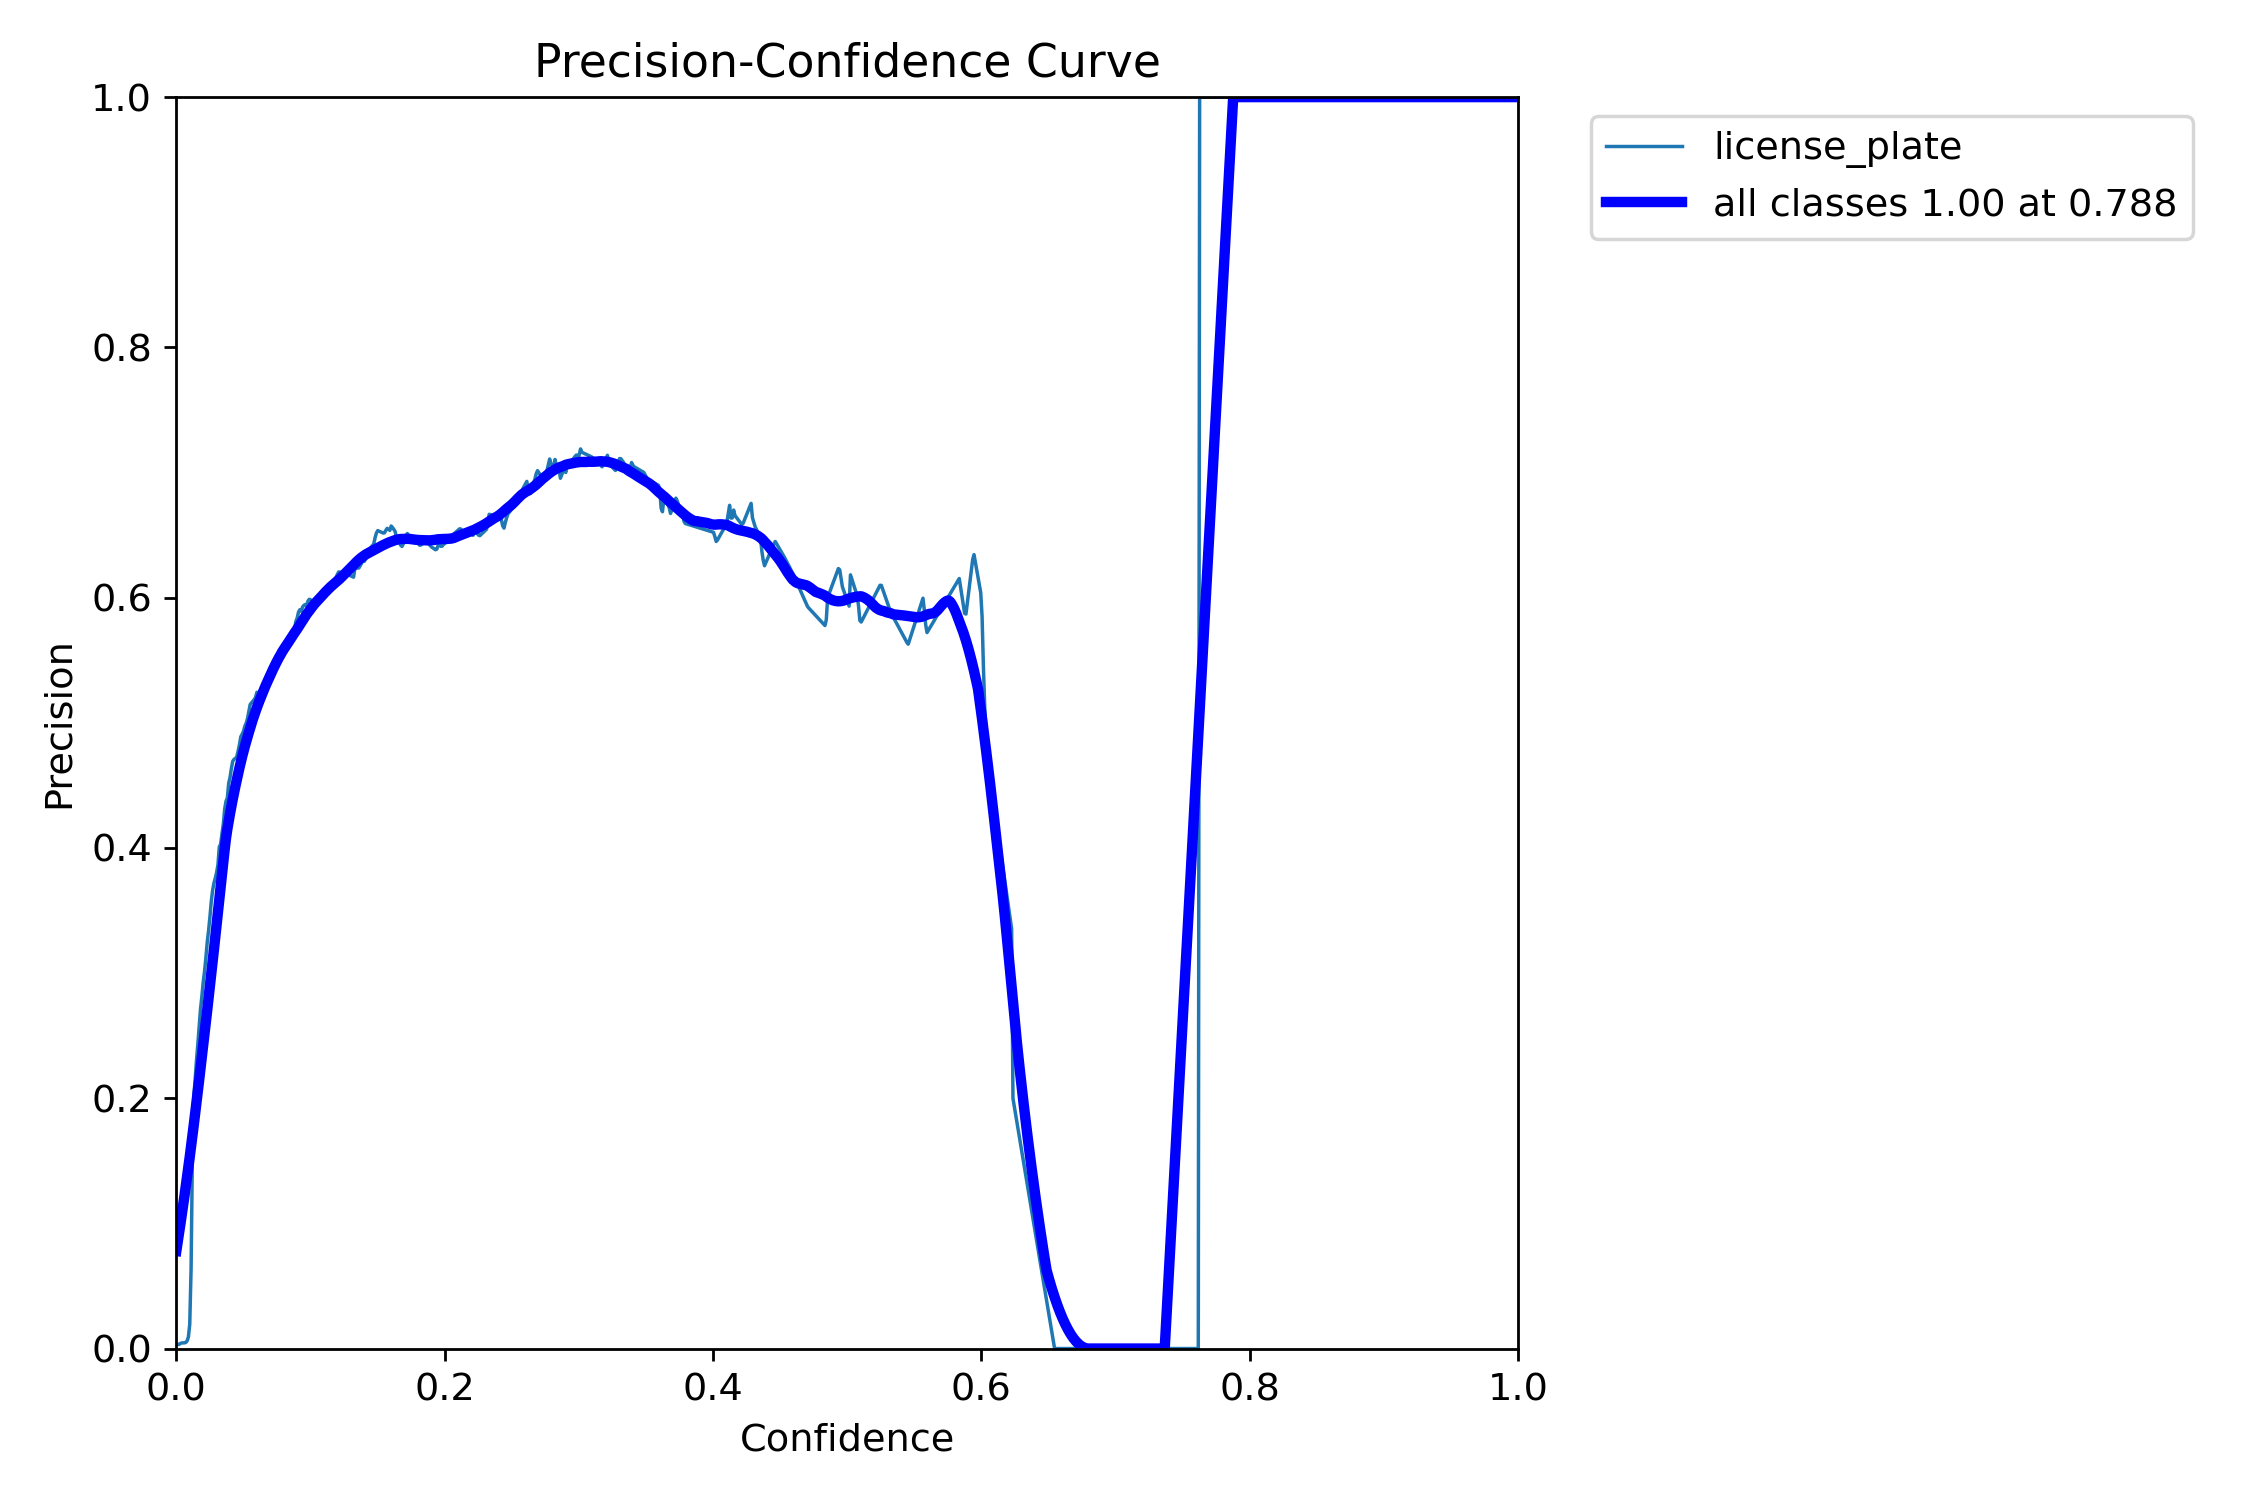 Precision-Confidence Curve
license_plate
all classes 1.00 at 0.788
Precision
1.0
0.8
0.6
0.4
0.2
0.0
0.0 0.2 0.4 0.6 0.8 1.0
Confidence